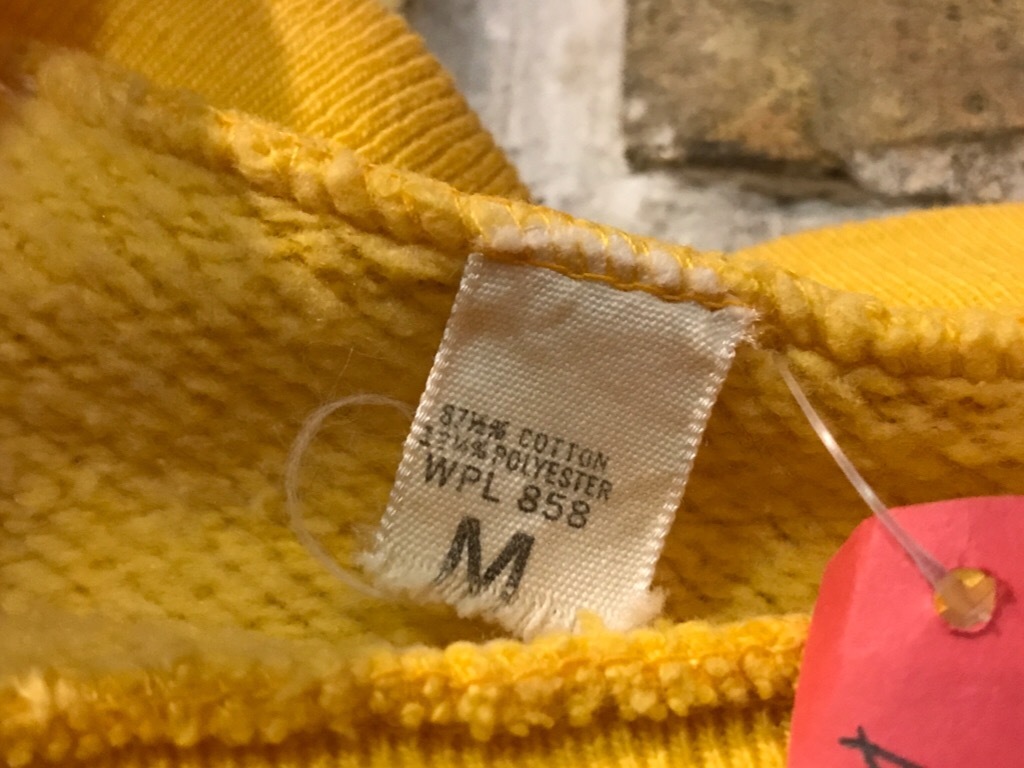 87½% COTTON
12½% POLYESTER
WPL 858
M